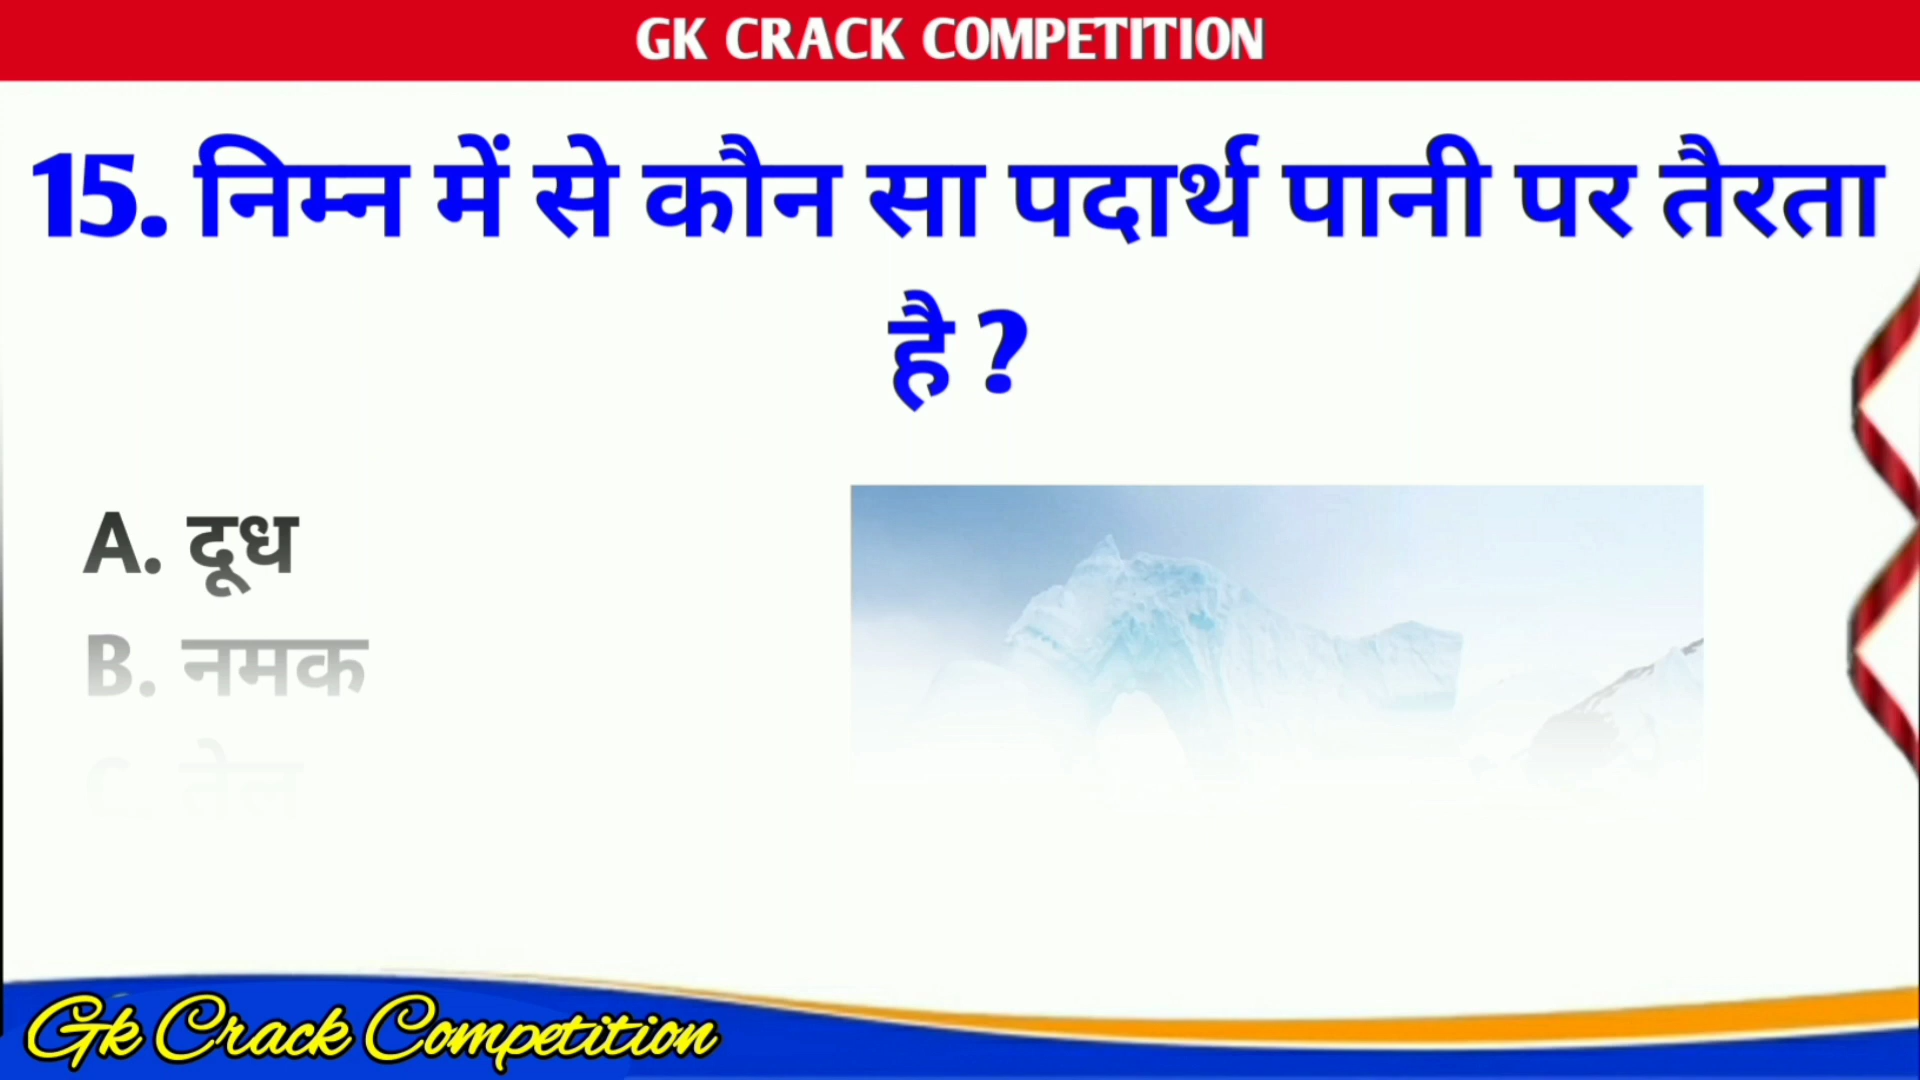 GK CRACK COMPETITION
15. निम्न में से कौन सा पदार्थ पानी पर तैरता
है ?
A. दूध
B. नमक
C. तेल
Gk Crack Competition